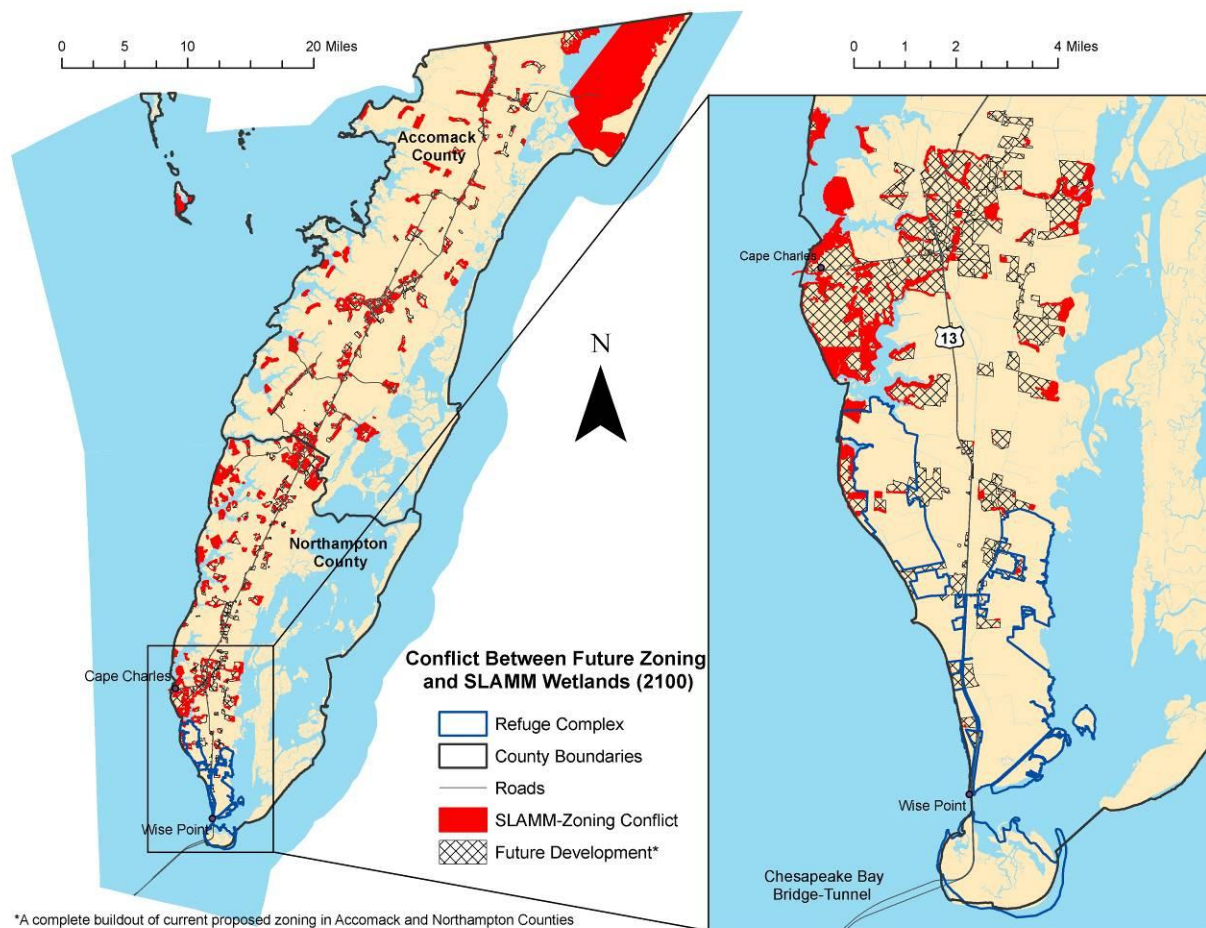 0 5 10 20 Miles
0 1 2 4 Miles
Accomack
County
Cape Charles
13
N
Northampton
County
Conflict Between Future Zoning
and SLAMM Wetlands (2100)
Refuge Complex
County Boundaries
Roads
SLAMM-Zoning Conflict
Future Development*
Cape Charles
Wise Point
Wise Point
Chesapeake Bay
Bridge-Tunnel
*A complete buildout of current proposed zoning in Accomack and Northampton Counties